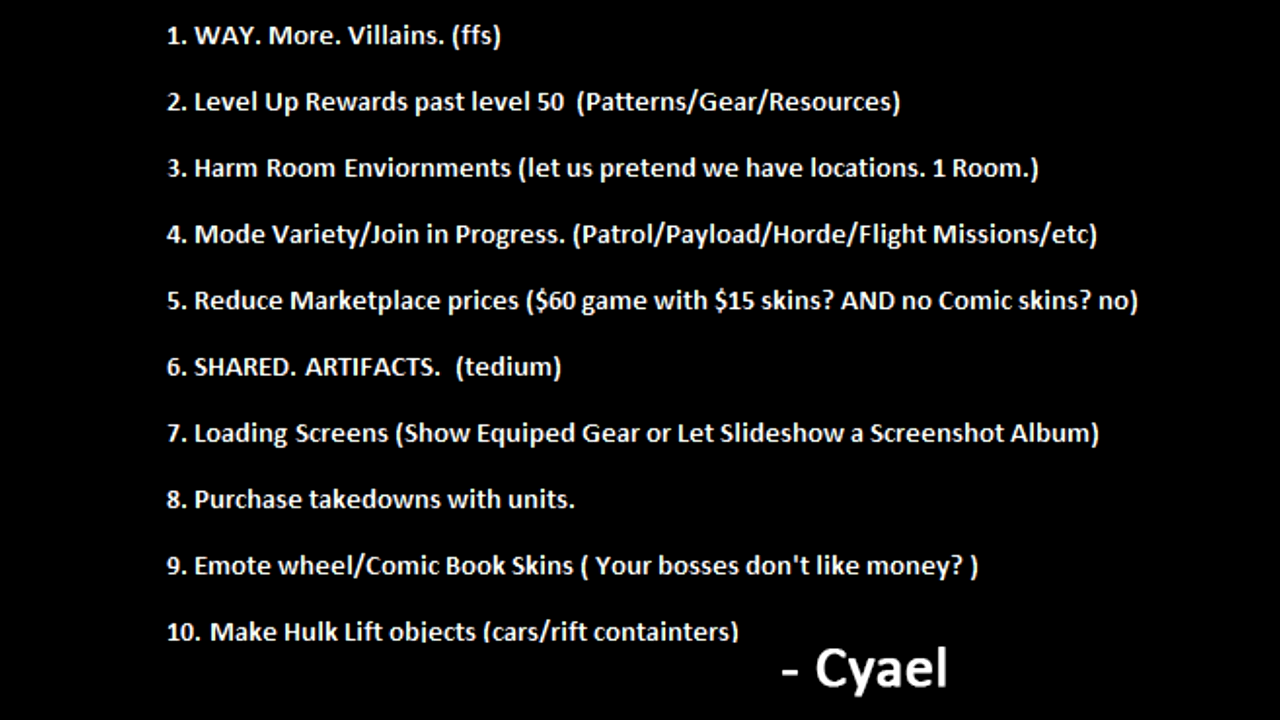 1. WAY. More. Villains. (ffs)
2. Level Up Rewards past level 50 (Patterns/Gear/Resources)
3. Harm Room Enviornments (let us pretend we have locations. 1 Room.)
4. Mode Variety/Join in Progress. (Patrol/Payload/Horde/Flight Missions/etc)
5. Reduce Marketplace prices ($60 game with $15 skins? AND no Comic skins? no)
6. SHARED. ARTIFACTS. (tedium)
7. Loading Screens (Show Equiped Gear or Let Slideshow a Screenshot Album)
8. Purchase takedowns with units.
9. Emote wheel/Comic Book Skins ( Your bosses don't like money? )
10. Make Hulk Lift objects (cars/rift containters)
- Cyael